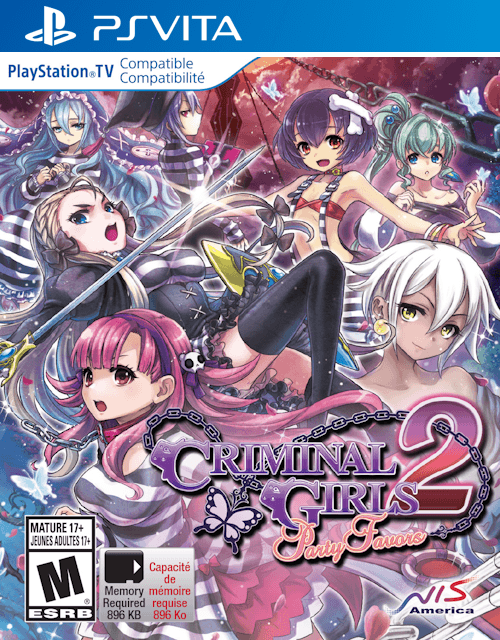 PSVITA
PlayStation®TV
Compatible
Compatibilité
CRIMINAL
GIRLS 2
Party Favors
MATURE 17+
JEUNES ADULTES 17+
M
ESRB
Memory
Required
896 KB
Capacité
de
mémoire
requise
896 Ko
NIS
America